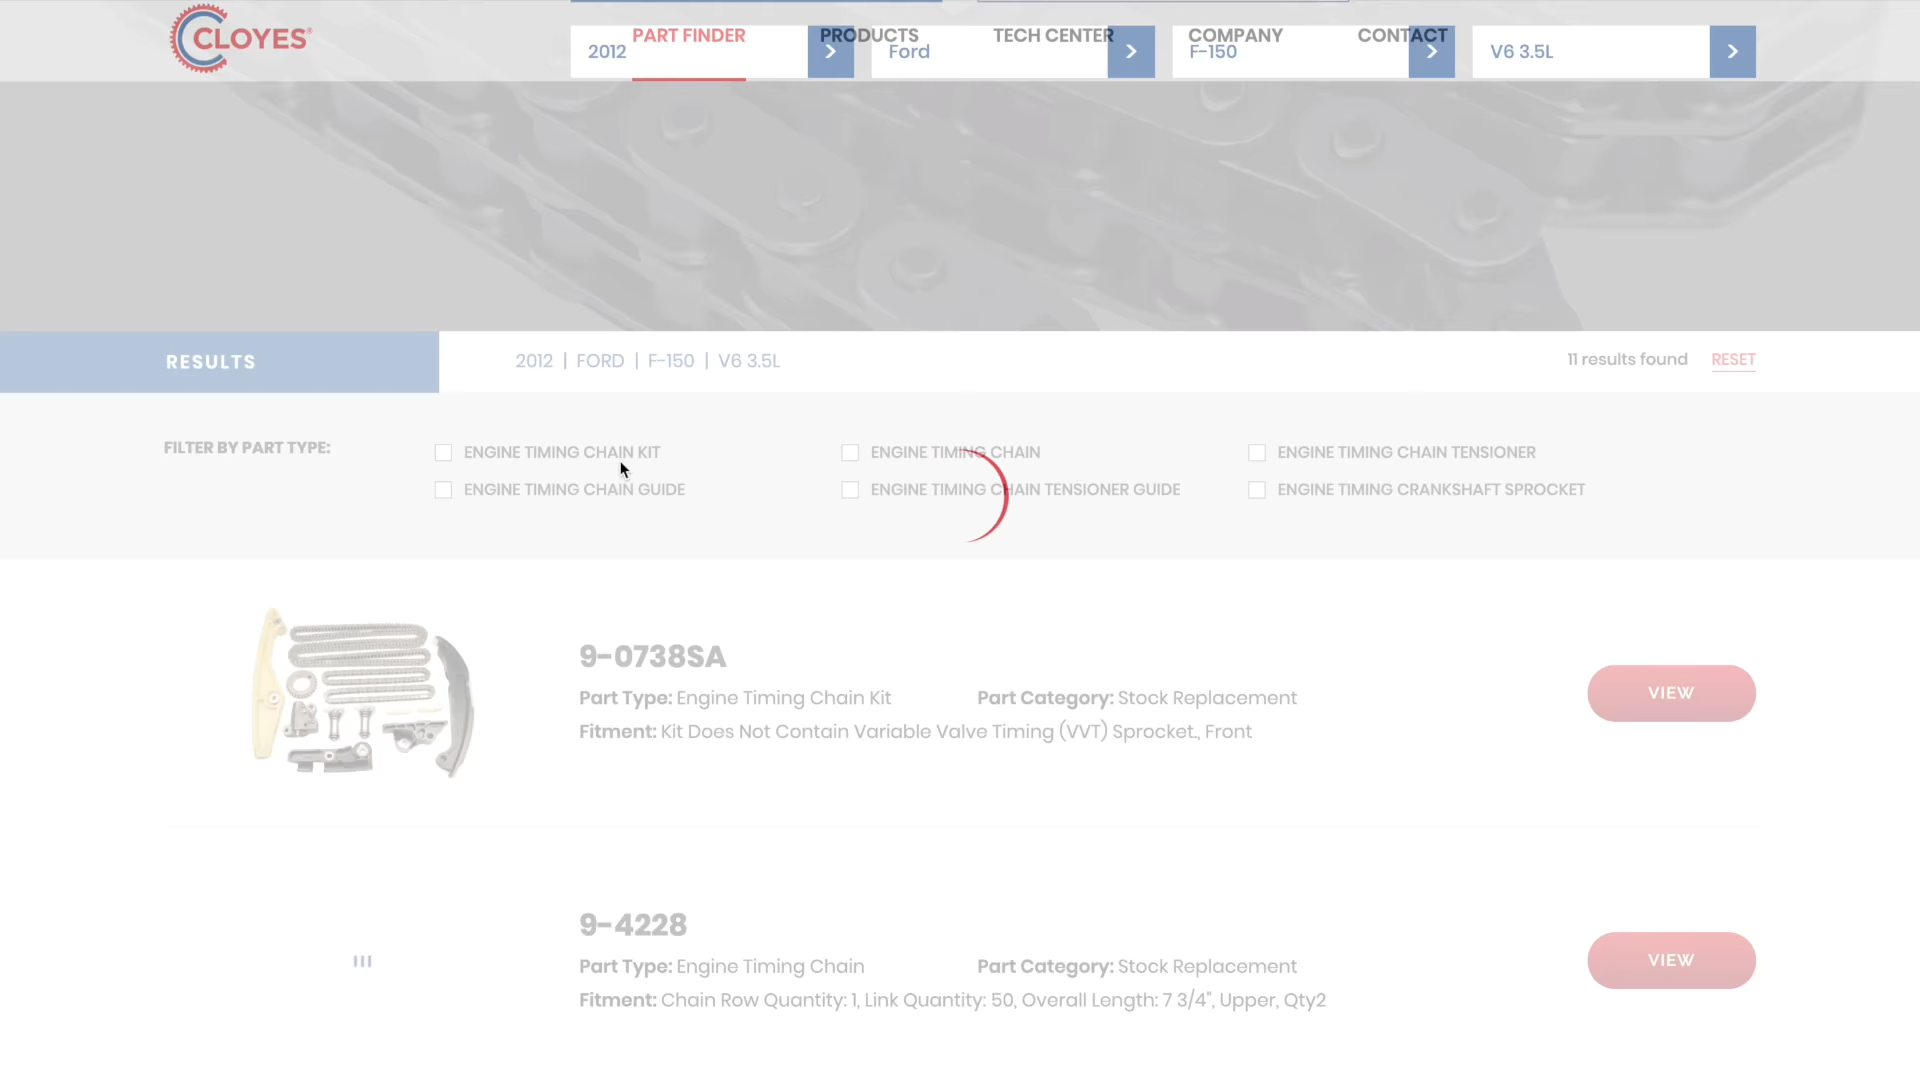 CLOYES®
PART FINDER
PRODUCTS
TECH CENTER
COMPANY
CONTACT
2012
Ford
F-150
V6 3.5L
RESULTS
2012 | FORD | F-150 | V6 3.5L
11 results found
RESET
FILTER BY PART TYPE:
ENGINE TIMING CHAIN KIT
ENGINE TIMING CHAIN
ENGINE TIMING CHAIN TENSIONER
ENGINE TIMING CHAIN GUIDE
ENGINE TIMING CHAIN TENSIONER GUIDE
ENGINE TIMING CRANKSHAFT SPROCKET
9-0738SA
Part Type: Engine Timing Chain Kit
Part Category: Stock Replacement
Fitment: Kit Does Not Contain Variable Valve Timing (VVT) Sprocket., Front
VIEW
9-4228
Part Type: Engine Timing Chain
Part Category: Stock Replacement
Fitment: Chain Row Quantity: 1, Link Quantity: 50, Overall Length: 7 3/4", Upper, Qty2
VIEW